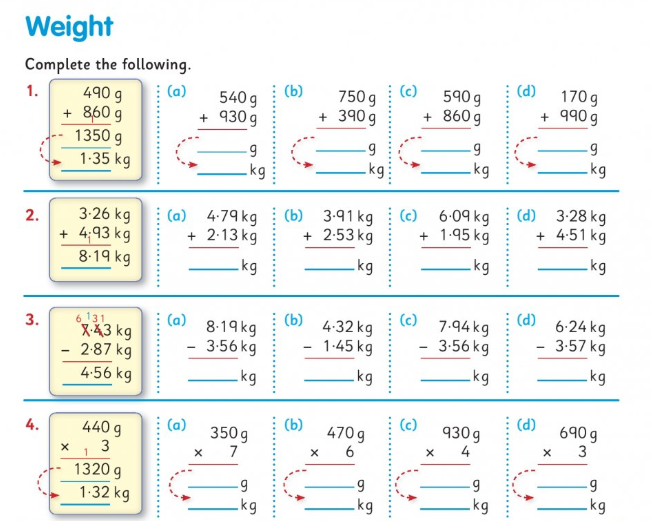 Weight
Complete the following.
1.
490 g
+ 860 g
1
1350 g
1·35 kg
(a)
540 g
+ 930 g
g
kg
(b)
750 g
+ 390 g
g
kg
(c)
590 g
+ 860 g
g
kg
(d)
170 g
+ 990 g
g
kg
2.
3·26 kg
+ 4·93 kg
1
8·19 kg
(a)
4·79 kg
+ 2·13 kg
kg
(b)
3·91 kg
+ 2·53 kg
kg
(c)
6·09 kg
+ 1·95 kg
kg
(d)
3·28 kg
+ 4·51 kg
kg
3.
6 1 3 1
7·43 kg
− 2·87 kg
4·56 kg
(a)
8·19 kg
− 3·56 kg
kg
(b)
4·32 kg
− 1·45 kg
kg
(c)
7·94 kg
− 3·56 kg
kg
(d)
6·24 kg
− 3·57 kg
kg
4.
440 g
× 3
1
1320 g
1·32 kg
(a)
350 g
× 7
g
kg
(b)
470 g
× 6
g
kg
(c)
930 g
× 4
g
kg
(d)
690 g
× 3
g
kg